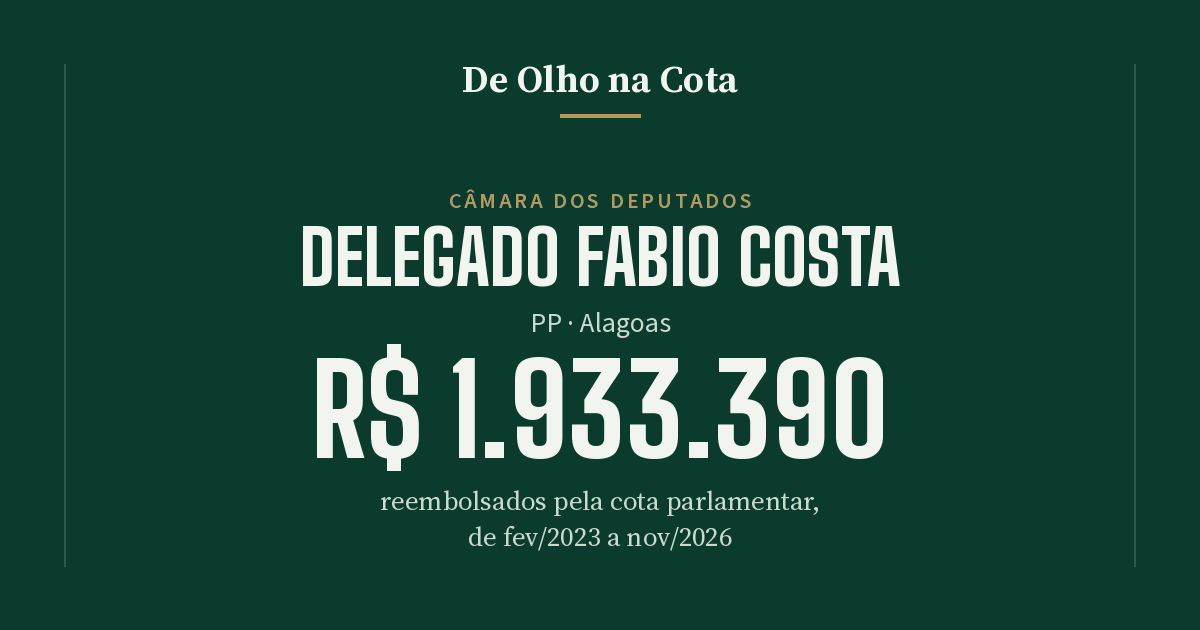 De Olho na Cota
CÂMARA DOS DEPUTADOS
DELEGADO FABIO COSTA
PP · Alagoas
R$ 1.933.390
reembolsados pela cota parlamentar,
de fev/2023 a nov/2026